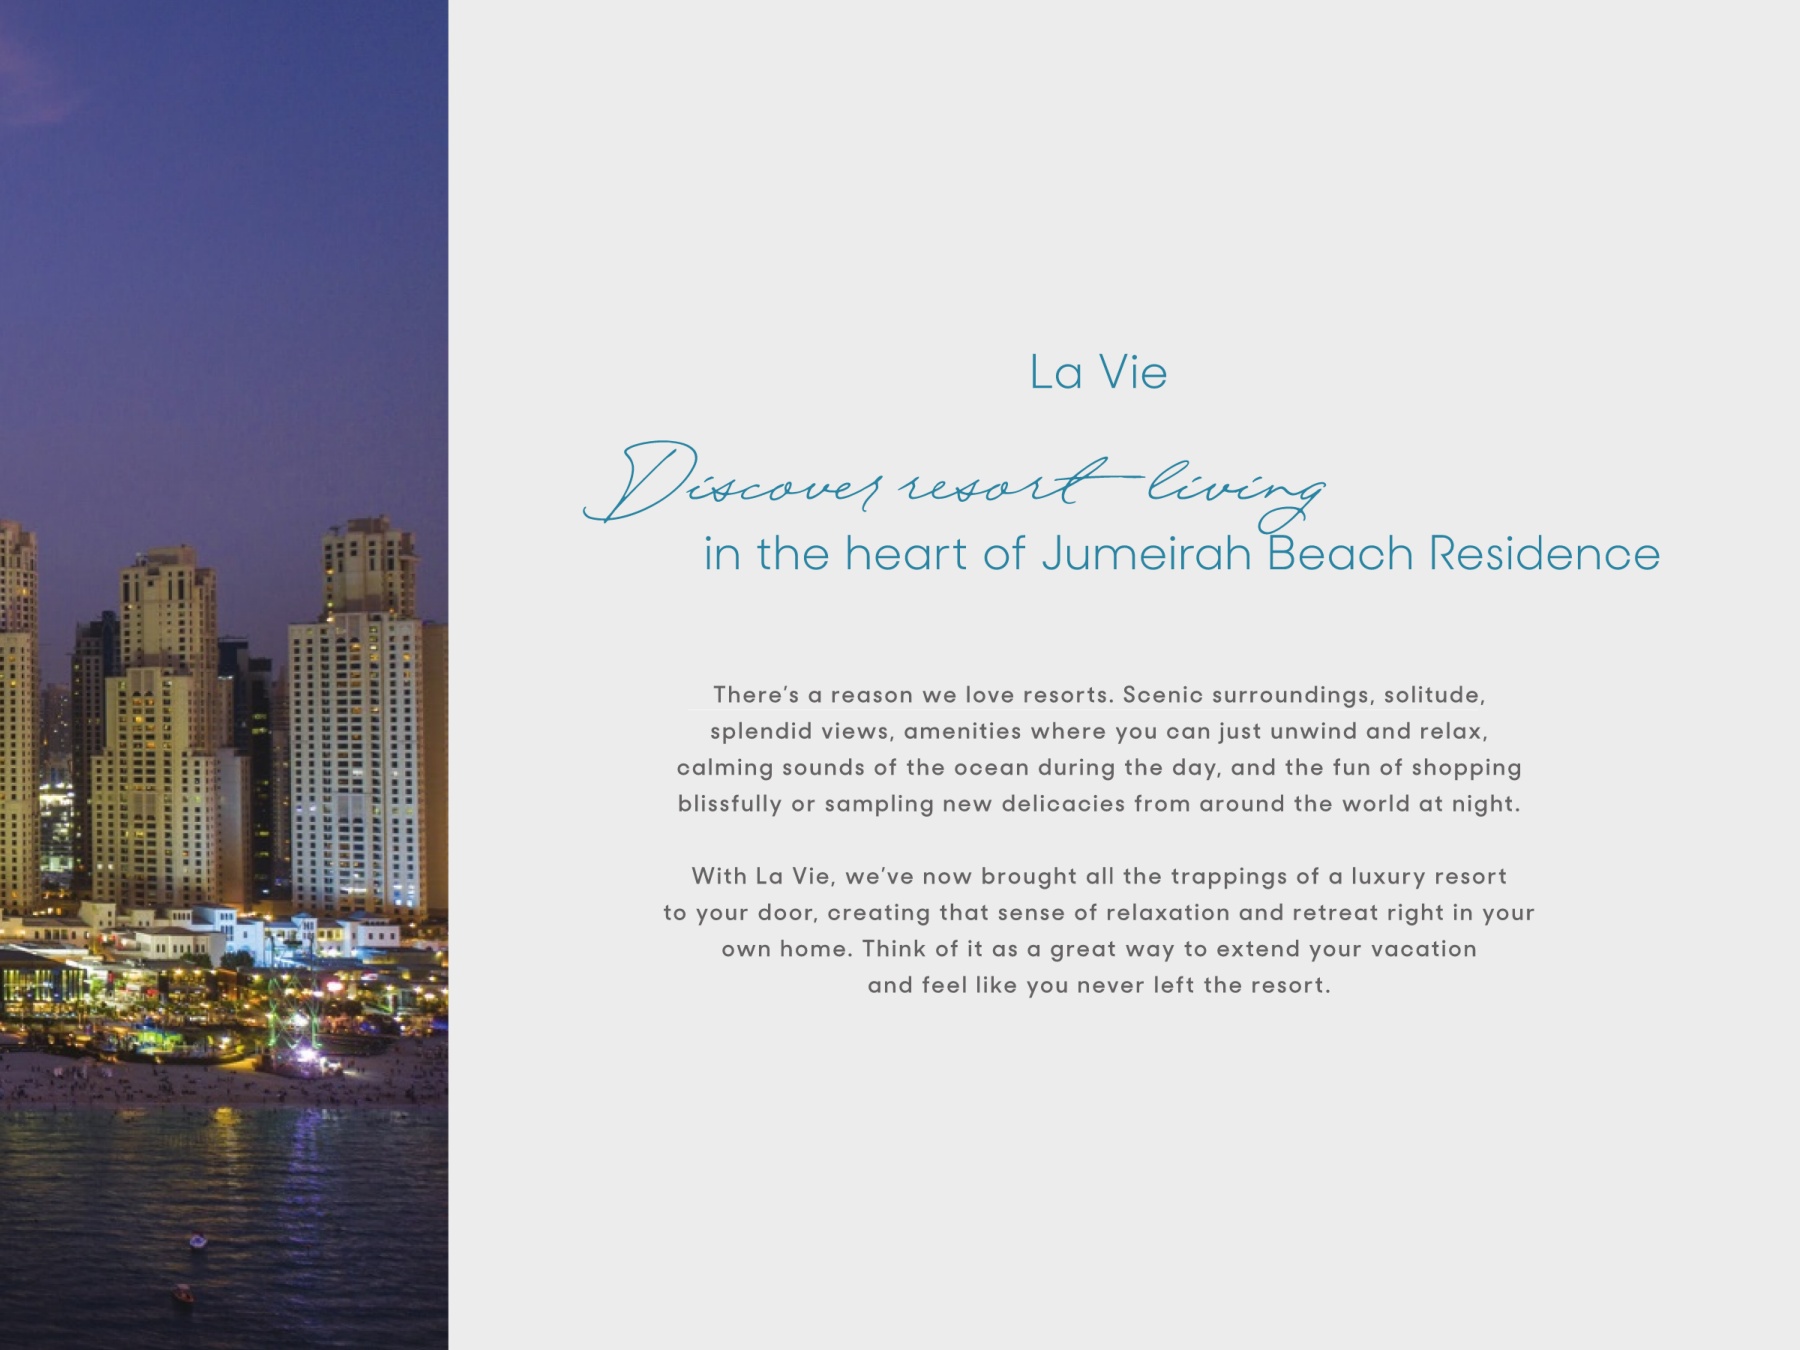 La Vie
Discover resort living
in the heart of Jumeirah Beach Residence
There’s a reason we love resorts. Scenic surroundings, solitude,
splendid views, amenities where you can just unwind and relax,
calming sounds of the ocean during the day, and the fun of shopping
blissfully or sampling new delicacies from around the world at night.
With La Vie, we’ve now brought all the trappings of a luxury resort
to your door, creating that sense of relaxation and retreat right in your
own home. Think of it as a great way to extend your vacation
and feel like you never left the resort.